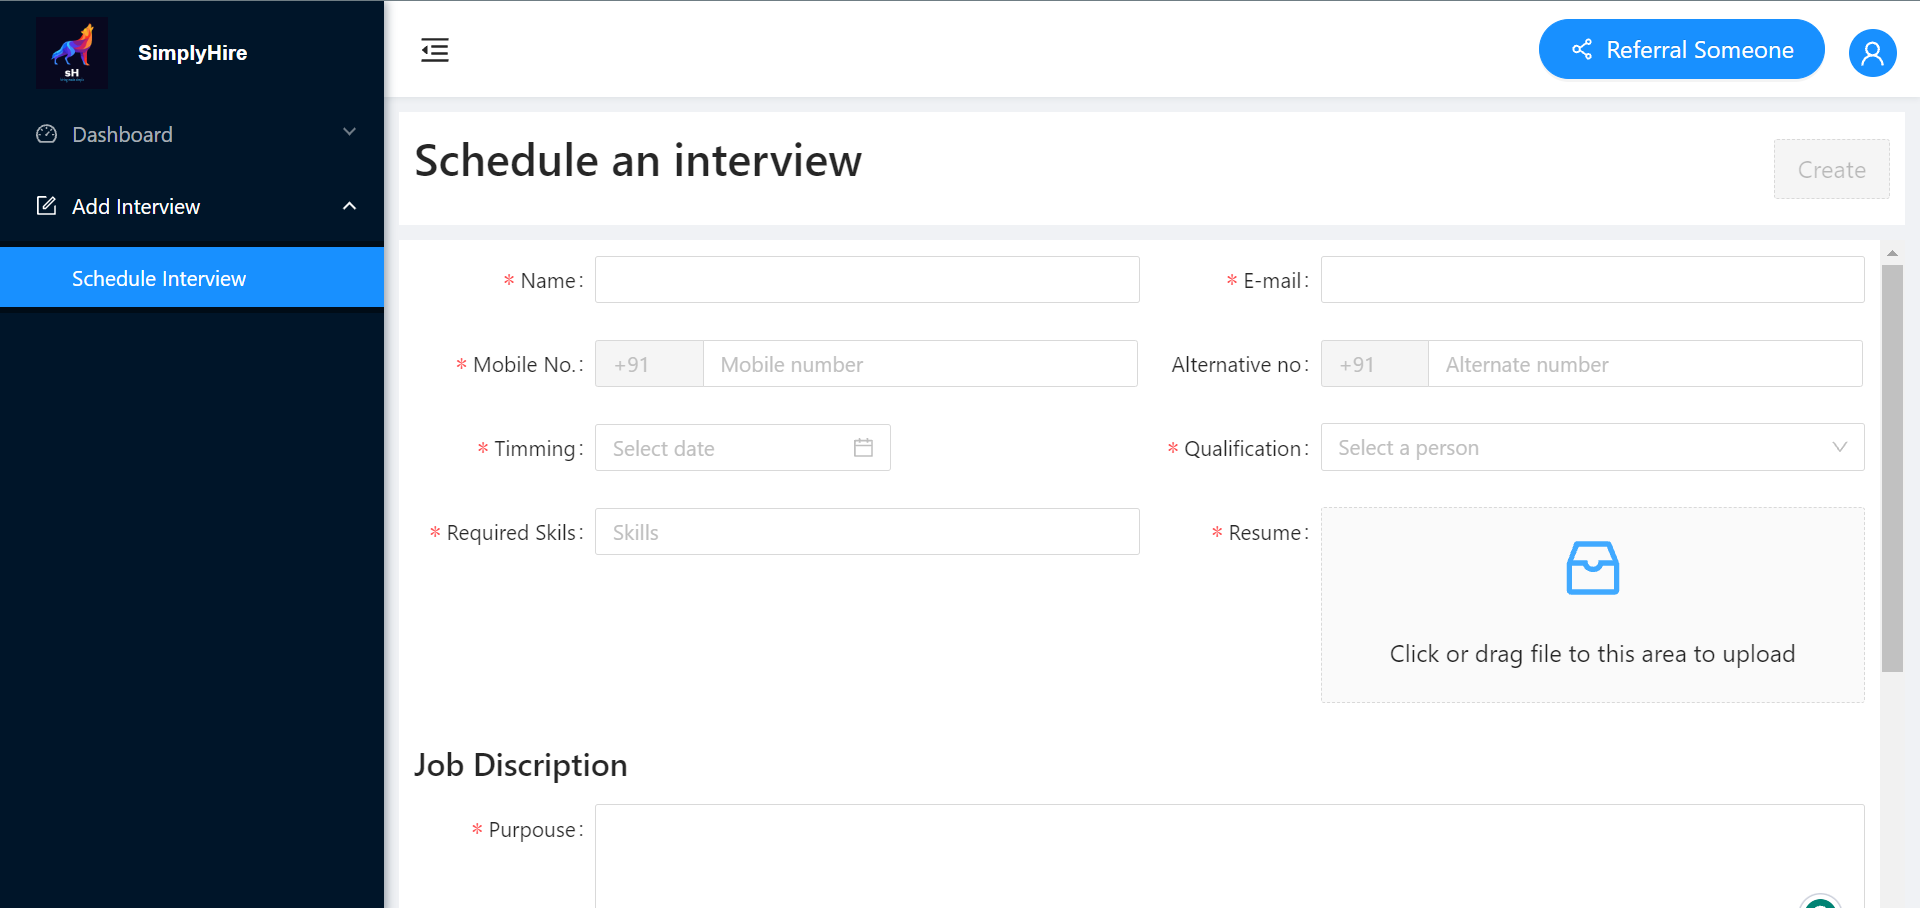 SimplyHire
sH
Dashboard
Add Interview
Schedule Interview
Referral Someone
Schedule an interview
Create
* Name:
* E-mail:
* Mobile No.: +91 Mobile number
Alternative no: +91 Alternate number
* Timming: Select date
* Qualification: Select a person
* Required Skils: Skills
* Resume:
Click or drag file to this area to upload
Job Discription
* Purpouse: